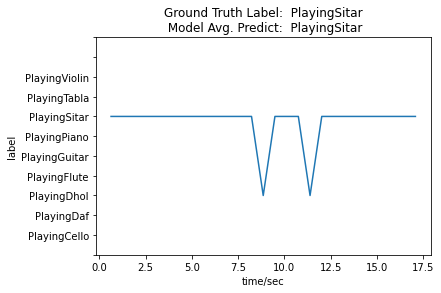 Ground Truth Label:  PlayingSitar
Model Avg. Predict:  PlayingSitar
PlayingViolin
PlayingTabla
PlayingSitar
PlayingPiano
PlayingGuitar
PlayingFlute
PlayingDhol
PlayingDaf
PlayingCello
label
0.0 2.5 5.0 7.5 10.0 12.5 15.0 17.5
time/sec